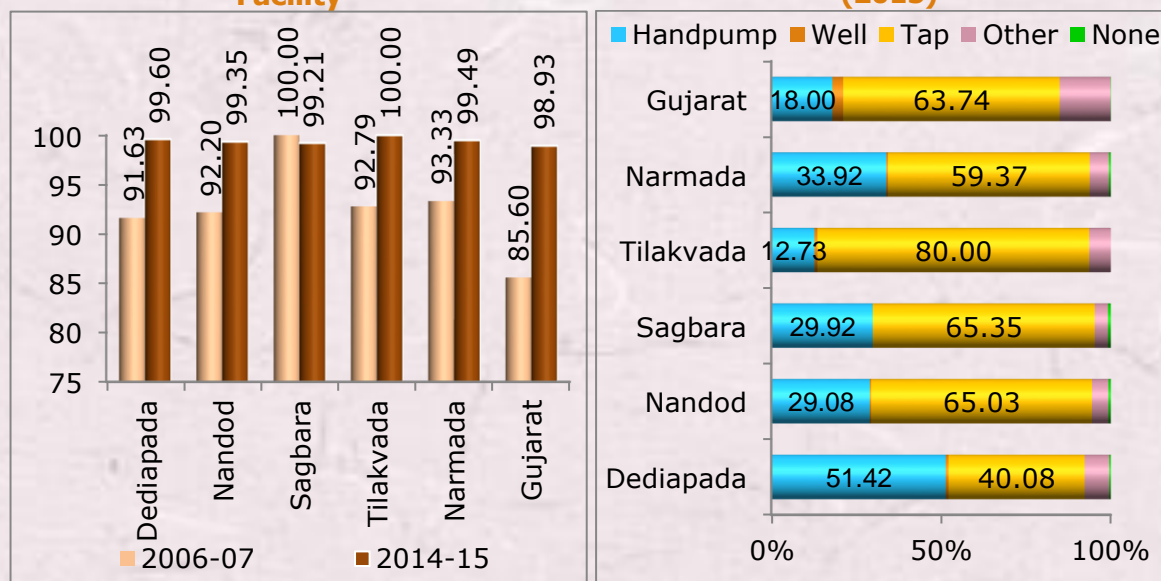 Facility
99.60
99.35
100.00
99.21
100.00
99.49
98.93
91.63
92.20
92.79
93.33
85.60
100
95
90
85
80
75
Dediapada
Nandod
Sagbara
Tilakvada
Narmada
Gujarat
2006-07 2014-15
(2015)
Handpump Well Tap Other None
Gujarat 18.00 63.74
Narmada 33.92 59.37
Tilakvada 12.73 80.00
Sagbara 29.92 65.35
Nandod 29.08 65.03
Dediapada 51.42 40.08
0% 50% 100%